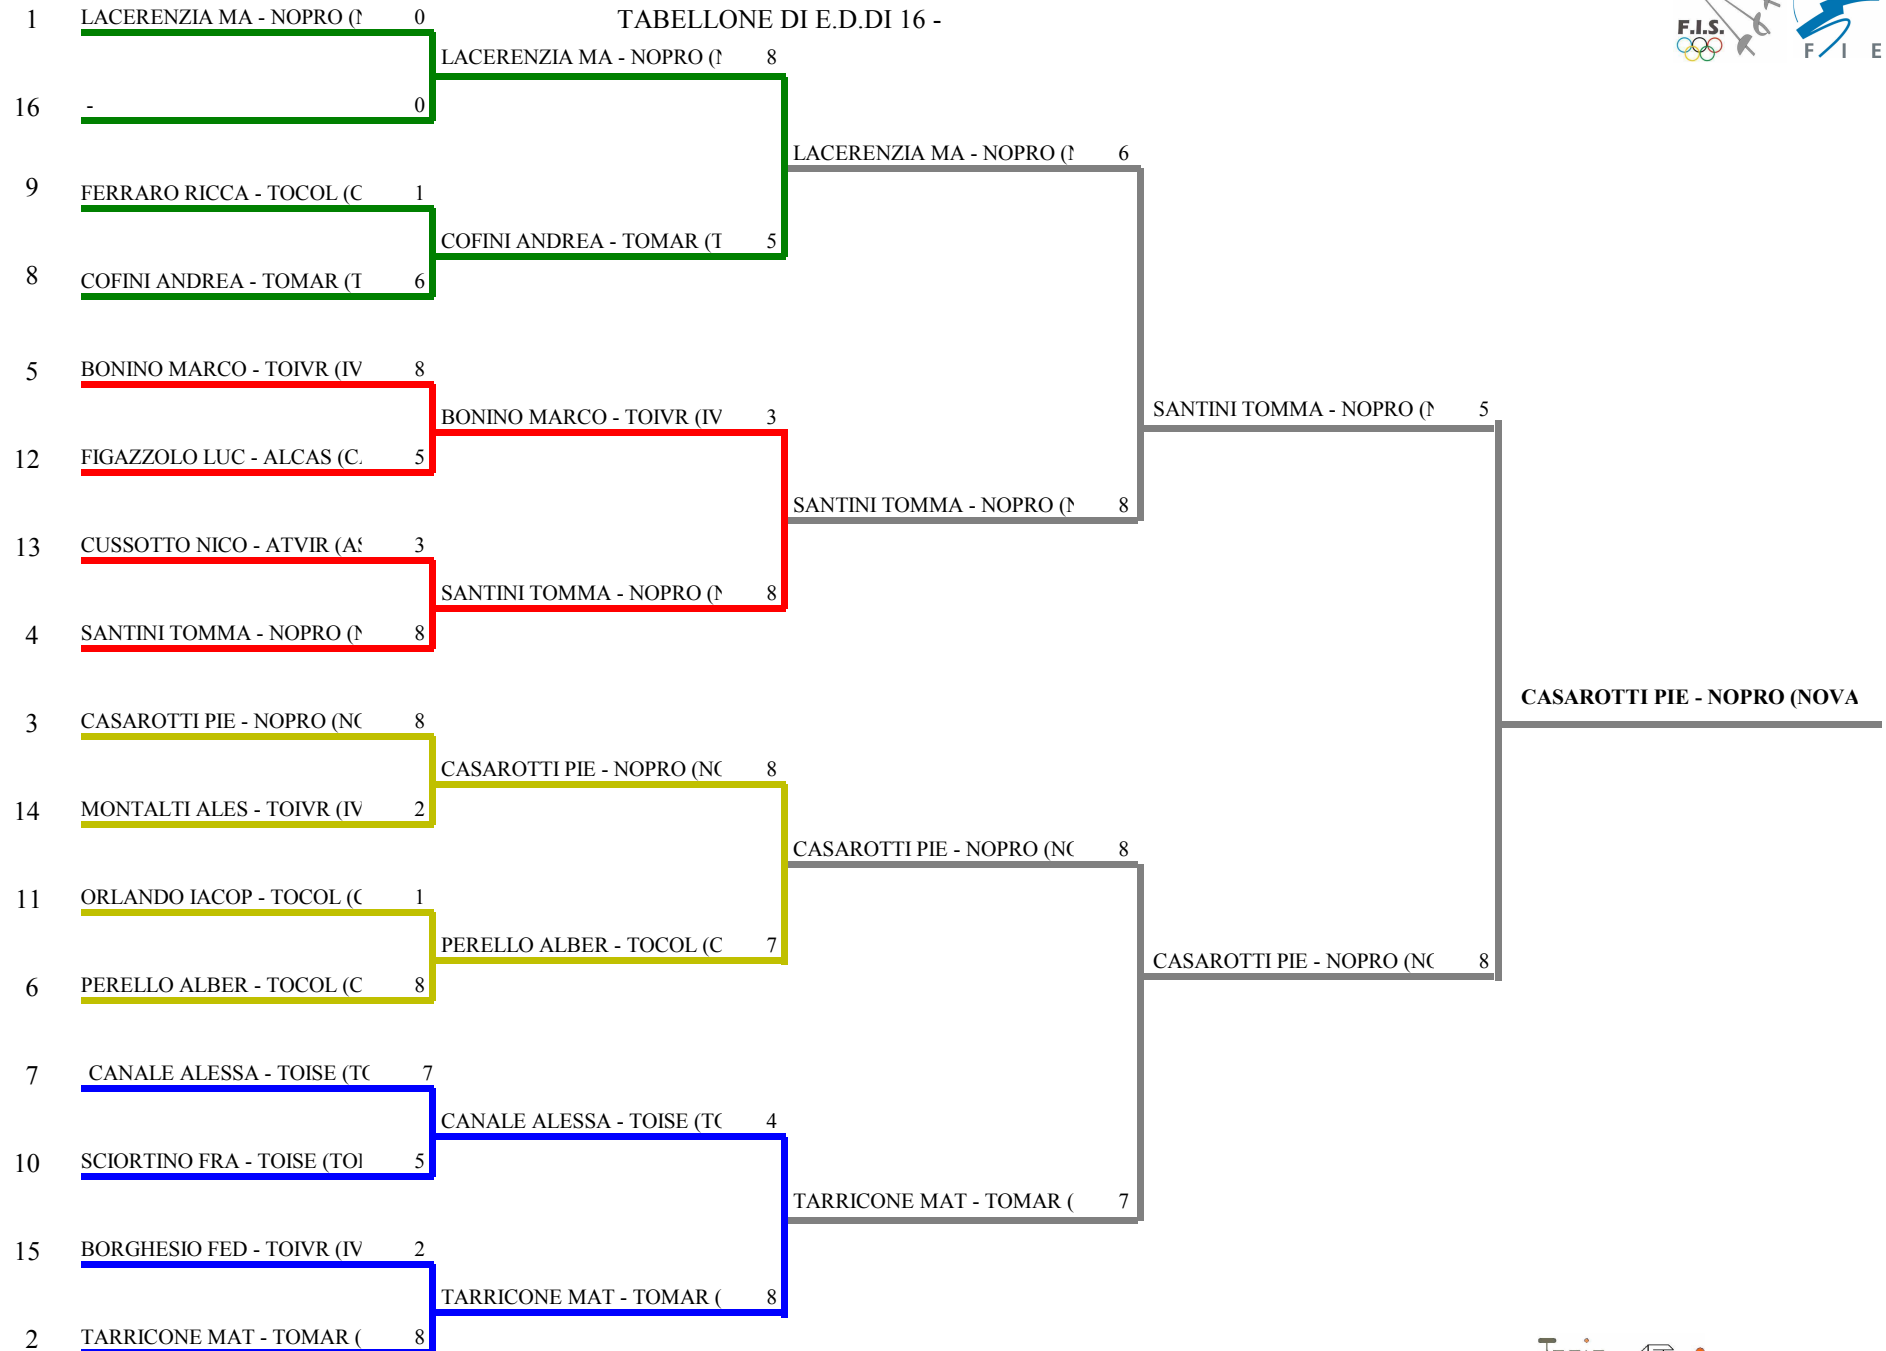 TABELLONE DI E.D.DI 16 -
F.I.S.
F I E
1 LACERENZIA MA - NOPRO (N 0
LACERENZIA MA - NOPRO (N 8
16 - 0
LACERENZIA MA - NOPRO (N 6
9 FERRARO RICCA - TOCOL (C 1
COFINI ANDREA - TOMAR (T 5
8 COFINI ANDREA - TOMAR (T 6
5 BONINO MARCO - TOIVR (IV 8
SANTINI TOMMA - NOPRO (N 5
BONINO MARCO - TOIVR (IV 3
12 FIGAZZOLO LUC - ALCAS (C. 5
SANTINI TOMMA - NOPRO (N 8
13 CUSSOTTO NICO - ATVIR (AS 3
SANTINI TOMMA - NOPRO (N 8
4 SANTINI TOMMA - NOPRO (N 8
CASAROTTI PIE - NOPRO (NOVA
3 CASAROTTI PIE - NOPRO (NO 8
CASAROTTI PIE - NOPRO (NO 8
14 MONTALTI ALES - TOIVR (IV 2
CASAROTTI PIE - NOPRO (NO 8
11 ORLANDO IACOP - TOCOL (C 1
PERELLO ALBER - TOCOL (C 7
CASAROTTI PIE - NOPRO (NO 8
6 PERELLO ALBER - TOCOL (C 8
7 CANALE ALESSA - TOISE (TO 7
CANALE ALESSA - TOISE (TO 4
10 SCIORTINO FRA - TOISE (TOI 5
TARRICONE MAT - TOMAR ( 7
15 BORGHESIO FED - TOIVR (IV 2
TARRICONE MAT - TOMAR ( 8
2 TARRICONE MAT - TOMAR ( 8